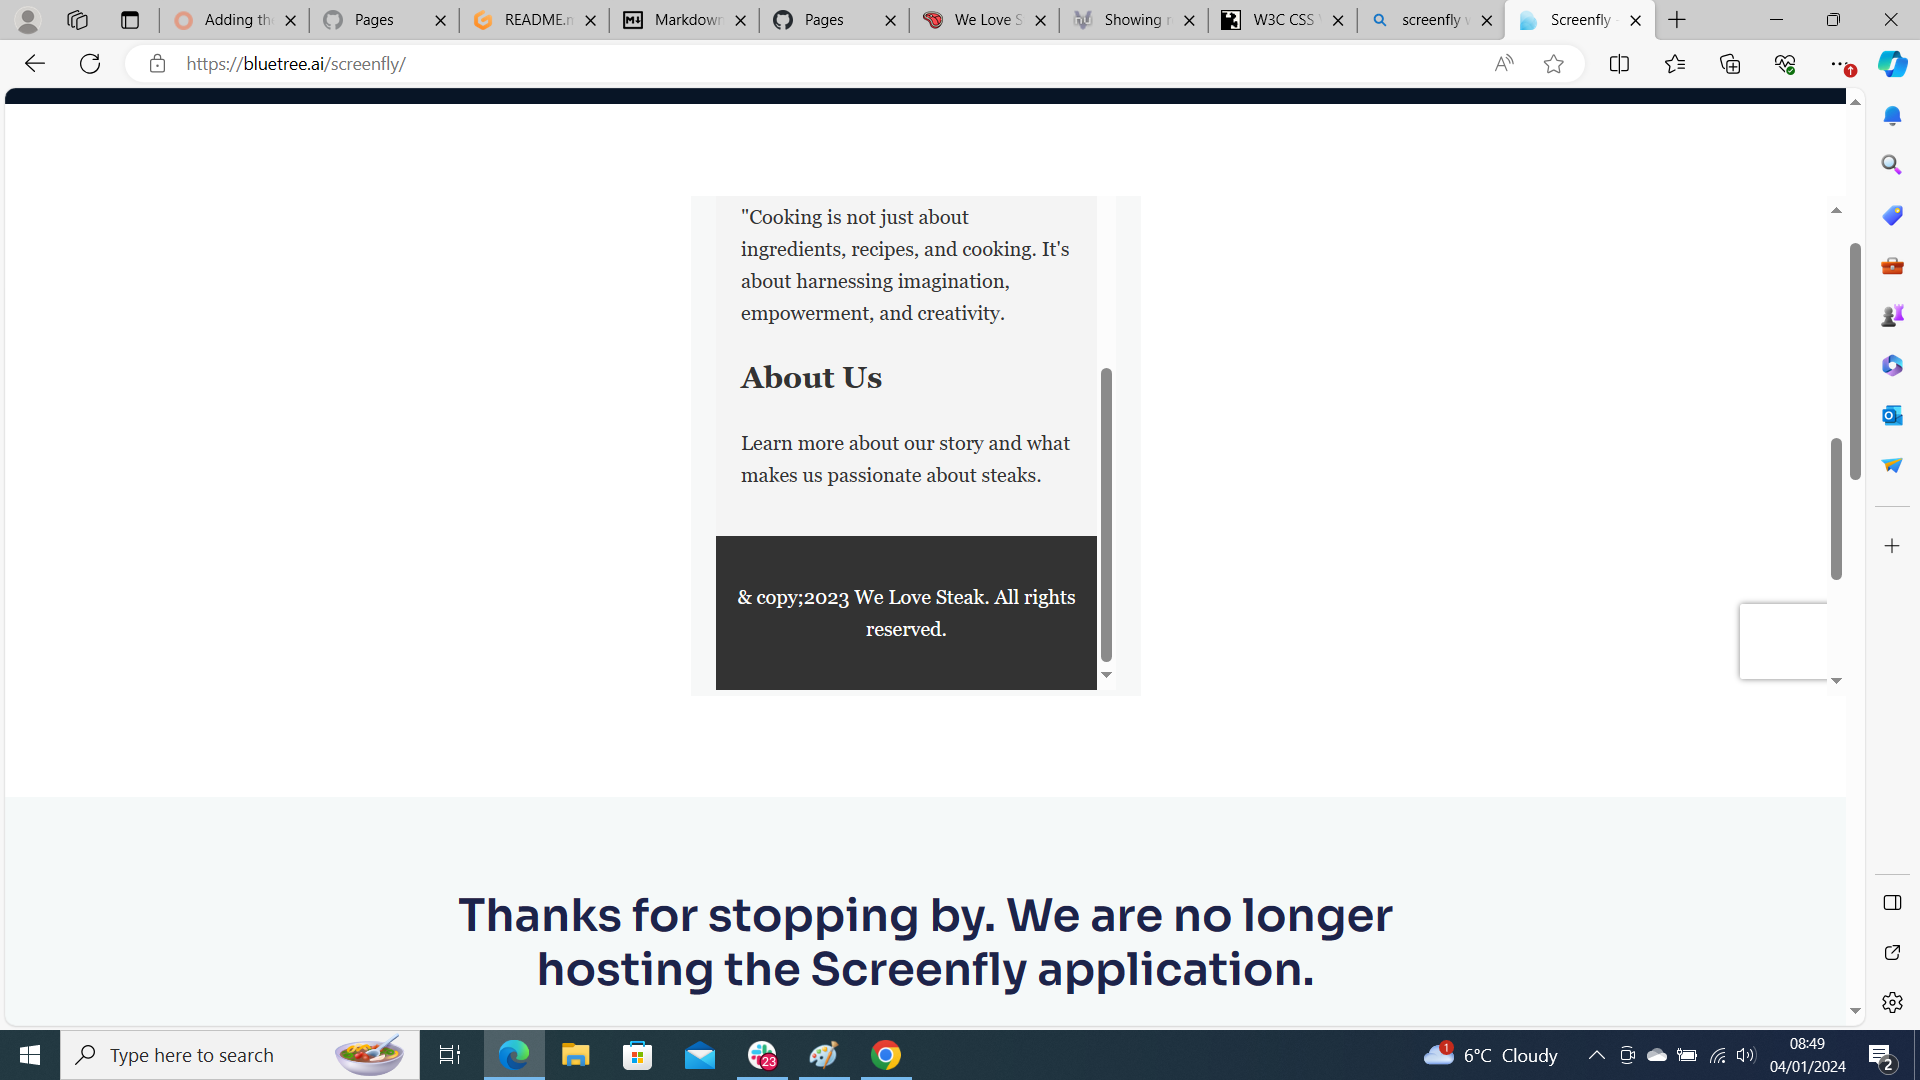 Adding the
Pages
README.n
Markdown
Pages
We Love S
Showing r
W3C CSS V
screenfly w
Screenfly -
https://bluetree.ai/screenfly/
"Cooking is not just about
ingredients, recipes, and cooking. It's
about harnessing imagination,
empowerment, and creativity.
About Us
Learn more about our story and what
makes us passionate about steaks.
& copy;2023 We Love Steak. All rights
reserved.
Thanks for stopping by. We are no longer
hosting the Screenfly application.
Type here to search
23
1
6°C Cloudy
08:49
04/01/2024
2